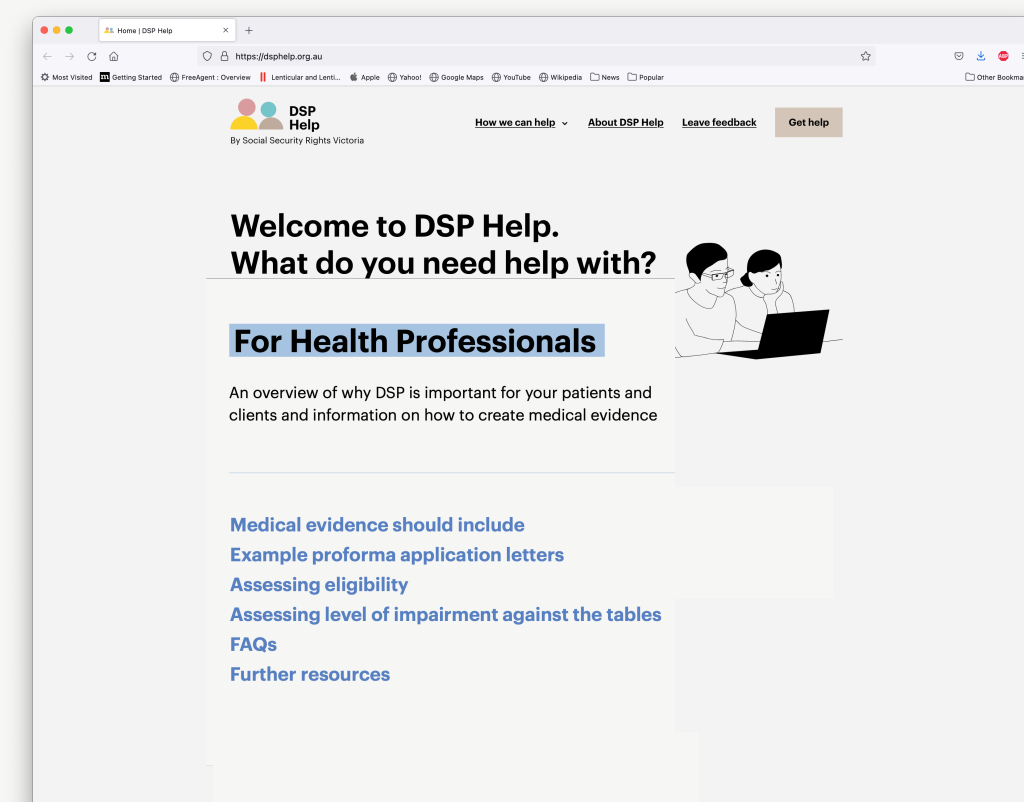 Home | DSP Help
https://dsphelp.org.au
Most Visited
Getting Started
FreeAgent : Overview
Lenticular and Lenti...
Apple
Yahoo!
Google Maps
YouTube
Wikipedia
News
Popular
Other Bookma
DSP
Help
By Social Security Rights Victoria
How we can help
About DSP Help
Leave feedback
Get help
Welcome to DSP Help.
What do you need help with?
For Health Professionals
An overview of why DSP is important for your patients and
clients and information on how to create medical evidence
Medical evidence should include
Example proforma application letters
Assessing eligibility
Assessing level of impairment against the tables
FAQs
Further resources